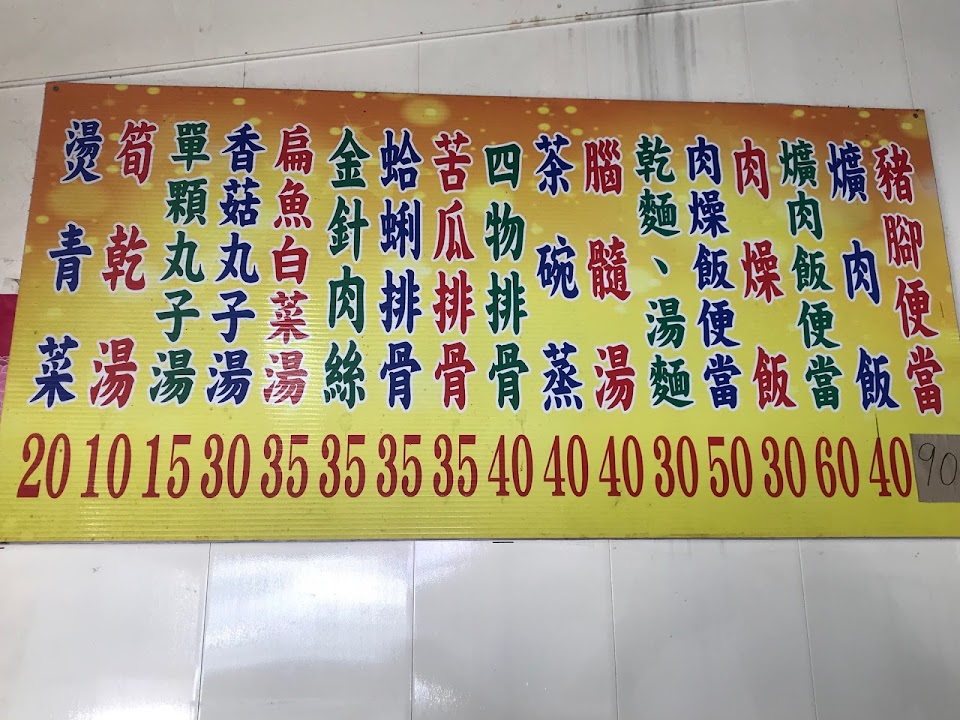 豬腳便當 90
爌肉飯 40
爌肉飯便當 60
肉燥飯 30
肉燥飯便當 50
乾麵、湯麵 30
腦髓湯 40
茶碗蒸 40
四物排骨 40
苦瓜排骨 35
蛤蜊排骨 35
金針肉絲 35
扁魚白菜湯 35
香菇丸子湯 30
單顆丸子湯 15
筍乾湯 10
燙青菜 20